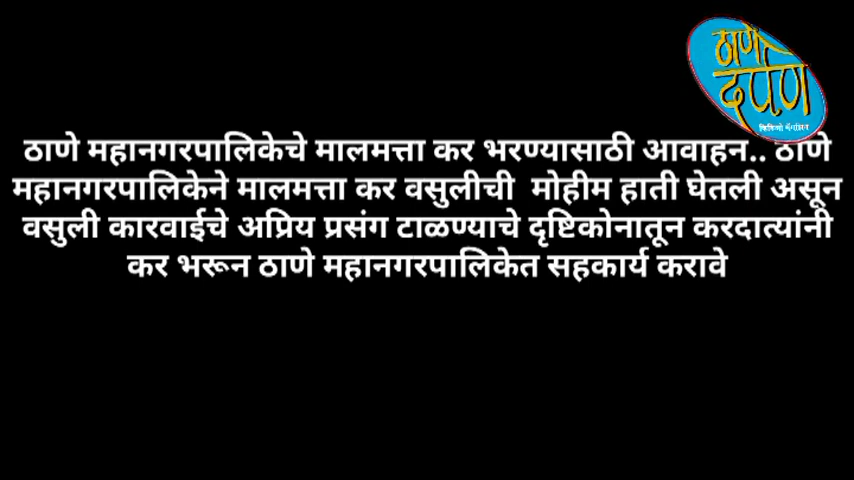 ठाणे
दर्पण
व्हिडिओ मॅगझिन
ठाणे महानगरपालिकेचे मालमत्ता कर भरण्यासाठी आवाहन.. ठाणे
महानगरपालिकेने मालमत्ता कर वसुलीची मोहीम हाती घेतली असून
वसुली कारवाईचे अप्रिय प्रसंग टाळण्याचे दृष्टिकोनातून करदात्यांनी
कर भरून ठाणे महानगरपालिकेत सहकार्य करावे